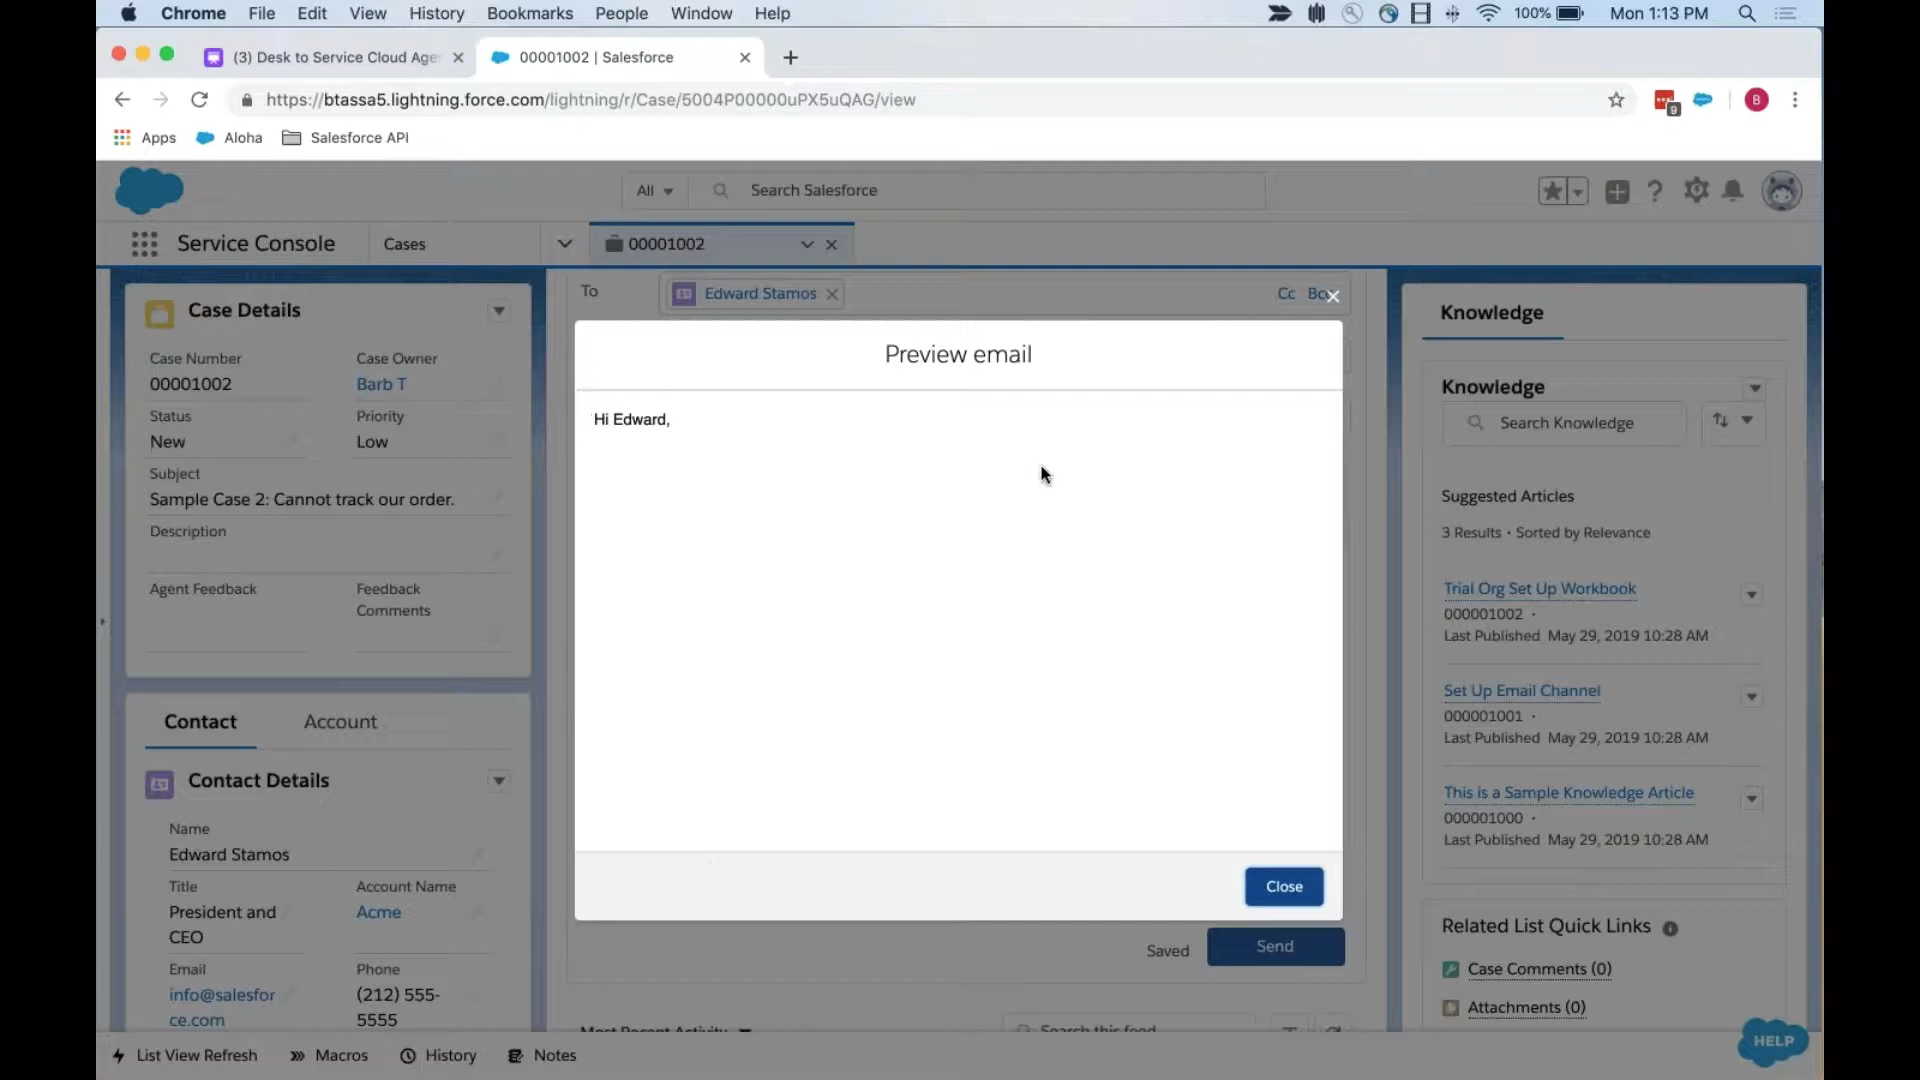 Chrome File Edit View History Bookmarks People Window Help 100% Mon 1:13 PM
(3) Desk to Service Cloud Age
00001002 | Salesforce
https://btassa5.lightning.force.com/lightning/r/Case/5004P00000uPX5uQAG/view
9
B
Apps Aloha Salesforce API
All Search Salesforce
Service Console Cases 00001002
Case Details
Case Number Case Owner
00001002 Barb T
Status Priority
New Low
Subject
Sample Case 2: Cannot track our order.
Description
Agent Feedback Feedback
Comments
Contact Account
Contact Details
Name
Edward Stamos
Title Account Name
President and Acme
CEO
Email Phone
info@salesfor (212) 555-
ce.com 5555
To Edward Stamos Cc Bcc
Preview email
Hi Edward,
Close
Saved Send
Most Recent Activity Search this feed...
Knowledge
Knowledge
Search Knowledge
Suggested Articles
3 Results • Sorted by Relevance
Trial Org Set Up Workbook
000001002 •
Last Published May 29, 2019 10:28 AM
Set Up Email Channel
000001001 •
Last Published May 29, 2019 10:28 AM
This is a Sample Knowledge Article
000001000 •
Last Published May 29, 2019 10:28 AM
Related List Quick Links
Case Comments (0)
Attachments (0)
List View Refresh Macros History Notes
HELP